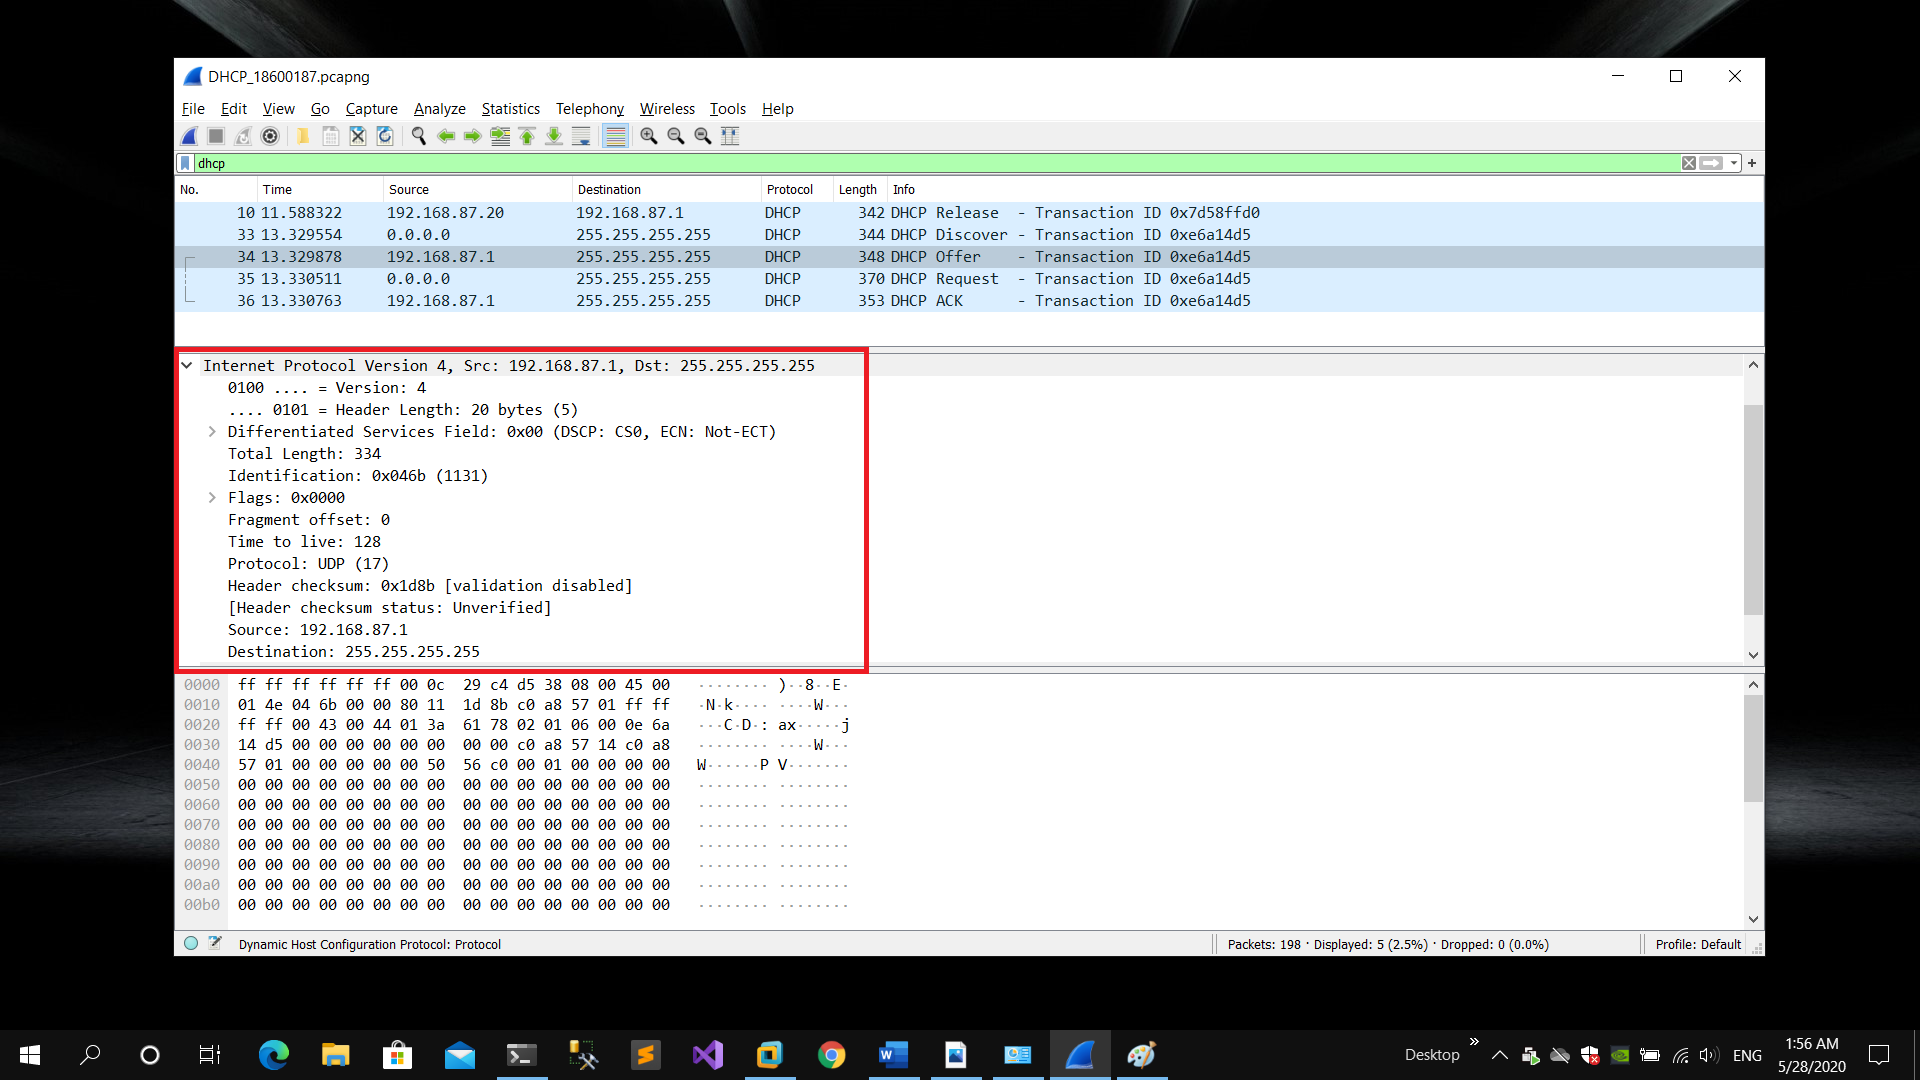 DHCP_18600187.pcapng
File Edit View Go Capture Analyze Statistics Telephony Wireless Tools Help
dhcp
No. Time Source Destination Protocol Length Info
10 11.588322 192.168.87.20 192.168.87.1 DHCP 342 DHCP Release - Transaction ID 0x7d58ffd0
33 13.329554 0.0.0.0 255.255.255.255 DHCP 344 DHCP Discover - Transaction ID 0xe6a14d5
34 13.329878 192.168.87.1 255.255.255.255 DHCP 348 DHCP Offer - Transaction ID 0xe6a14d5
35 13.330511 0.0.0.0 255.255.255.255 DHCP 370 DHCP Request - Transaction ID 0xe6a14d5
36 13.330763 192.168.87.1 255.255.255.255 DHCP 353 DHCP ACK - Transaction ID 0xe6a14d5
Internet Protocol Version 4, Src: 192.168.87.1, Dst: 255.255.255.255
0100 .... = Version: 4
.... 0101 = Header Length: 20 bytes (5)
Differentiated Services Field: 0x00 (DSCP: CS0, ECN: Not-ECT)
Total Length: 334
Identification: 0x046b (1131)
Flags: 0x0000
Fragment offset: 0
Time to live: 128
Protocol: UDP (17)
Header checksum: 0x1d8b [validation disabled]
[Header checksum status: Unverified]
Source: 192.168.87.1
Destination: 255.255.255.255
0000 ff ff ff ff ff ff 00 0c 29 c4 d5 38 08 00 45 00 ········ )··8··E·
0010 01 4e 04 6b 00 00 80 11 1d 8b c0 a8 57 01 ff ff ·N·k···· ····W···
0020 ff ff 00 43 00 44 01 3a 61 78 02 01 06 00 0e 6a ···C·D·: ax·····j
0030 14 d5 00 00 00 00 00 00 00 00 c0 a8 57 14 c0 a8 ········ ····W···
0040 57 01 00 00 00 00 00 50 56 c0 00 01 00 00 00 00 W······P V·······
0050 00 00 00 00 00 00 00 00 00 00 00 00 00 00 00 00 ········ ········
0060 00 00 00 00 00 00 00 00 00 00 00 00 00 00 00 00 ········ ········
0070 00 00 00 00 00 00 00 00 00 00 00 00 00 00 00 00 ········ ········
0080 00 00 00 00 00 00 00 00 00 00 00 00 00 00 00 00 ········ ········
0090 00 00 00 00 00 00 00 00 00 00 00 00 00 00 00 00 ········ ········
00a0 00 00 00 00 00 00 00 00 00 00 00 00 00 00 00 00 ········ ········
00b0 00 00 00 00 00 00 00 00 00 00 00 00 00 00 00 00 ········ ········
Dynamic Host Configuration Protocol: Protocol Packets: 198 · Displayed: 5 (2.5%) · Dropped: 0 (0.0%) Profile: Default
Desktop ENG 1:56 AM
5/28/2020